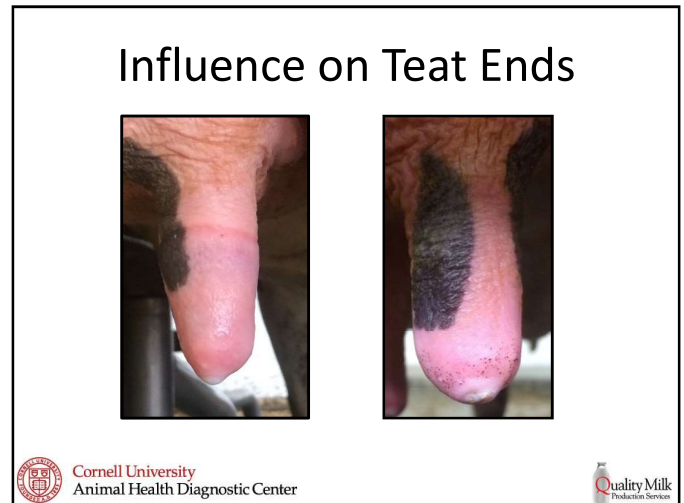 Influence on Teat Ends
Cornell University
Animal Health Diagnostic Center
Quality Milk
Production Services